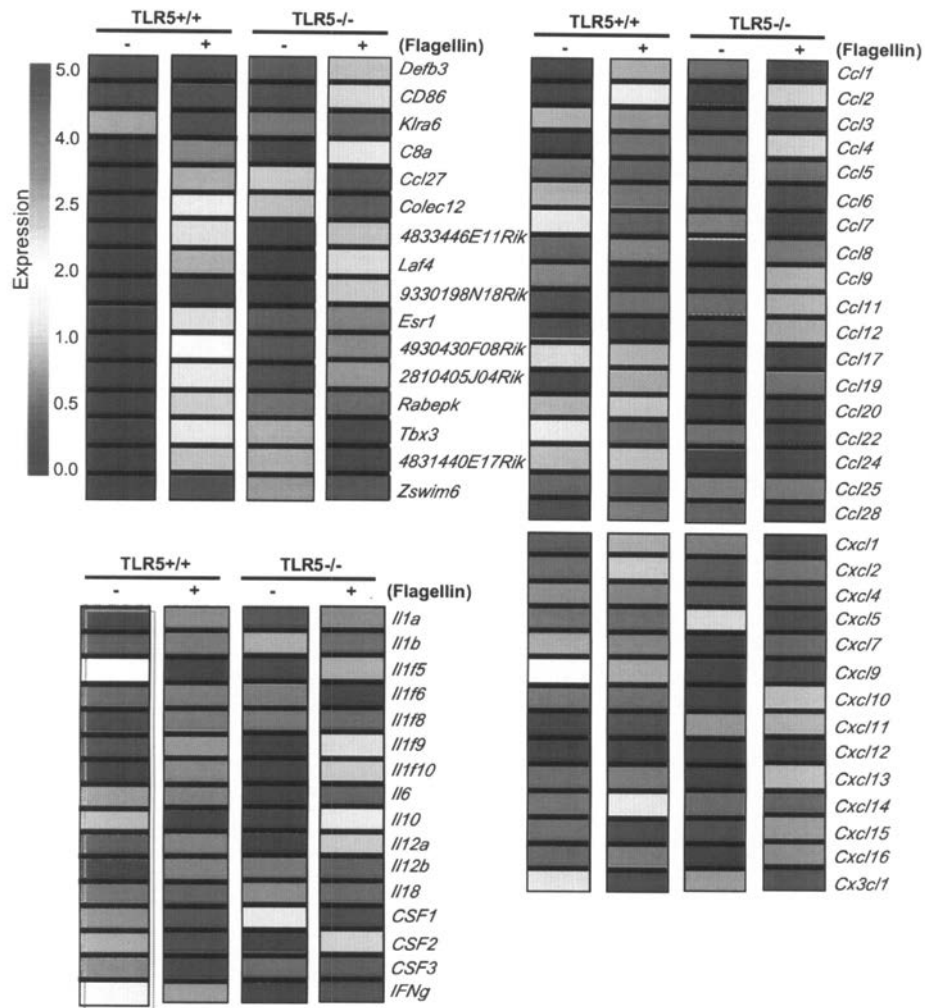 TLR5+/+ TLR5-/-
- + - + (Flagellin)
Expression
5.0
4.0
2.5
2.0
1.0
0.5
0.0
Defb3
CD86
Klra6
C8a
Ccl27
Colec12
4833446E11Rik
Laf4
9330198N18Rik
Esr1
4930430F08Rik
2810405J04Rik
Rabepk
Tbx3
4831440E17Rik
Zswim6
TLR5+/+ TLR5-/-
- + - + (Flagellin)
Il1a
Il1b
Il1f5
Il1f6
Il1f8
Il1f9
Il1f10
Il6
Il10
Il12a
Il12b
Il18
CSF1
CSF2
CSF3
IFNg
TLR5+/+ TLR5-/-
- + - + (Flagellin)
Ccl1
Ccl2
Ccl3
Ccl4
Ccl5
Ccl6
Ccl7
Ccl8
Ccl9
Ccl11
Ccl12
Ccl17
Ccl19
Ccl20
Ccl22
Ccl24
Ccl25
Ccl28
Cxcl1
Cxcl2
Cxcl4
Cxcl5
Cxcl7
Cxcl9
Cxcl10
Cxcl11
Cxcl12
Cxcl13
Cxcl14
Cxcl15
Cxcl16
Cx3cl1